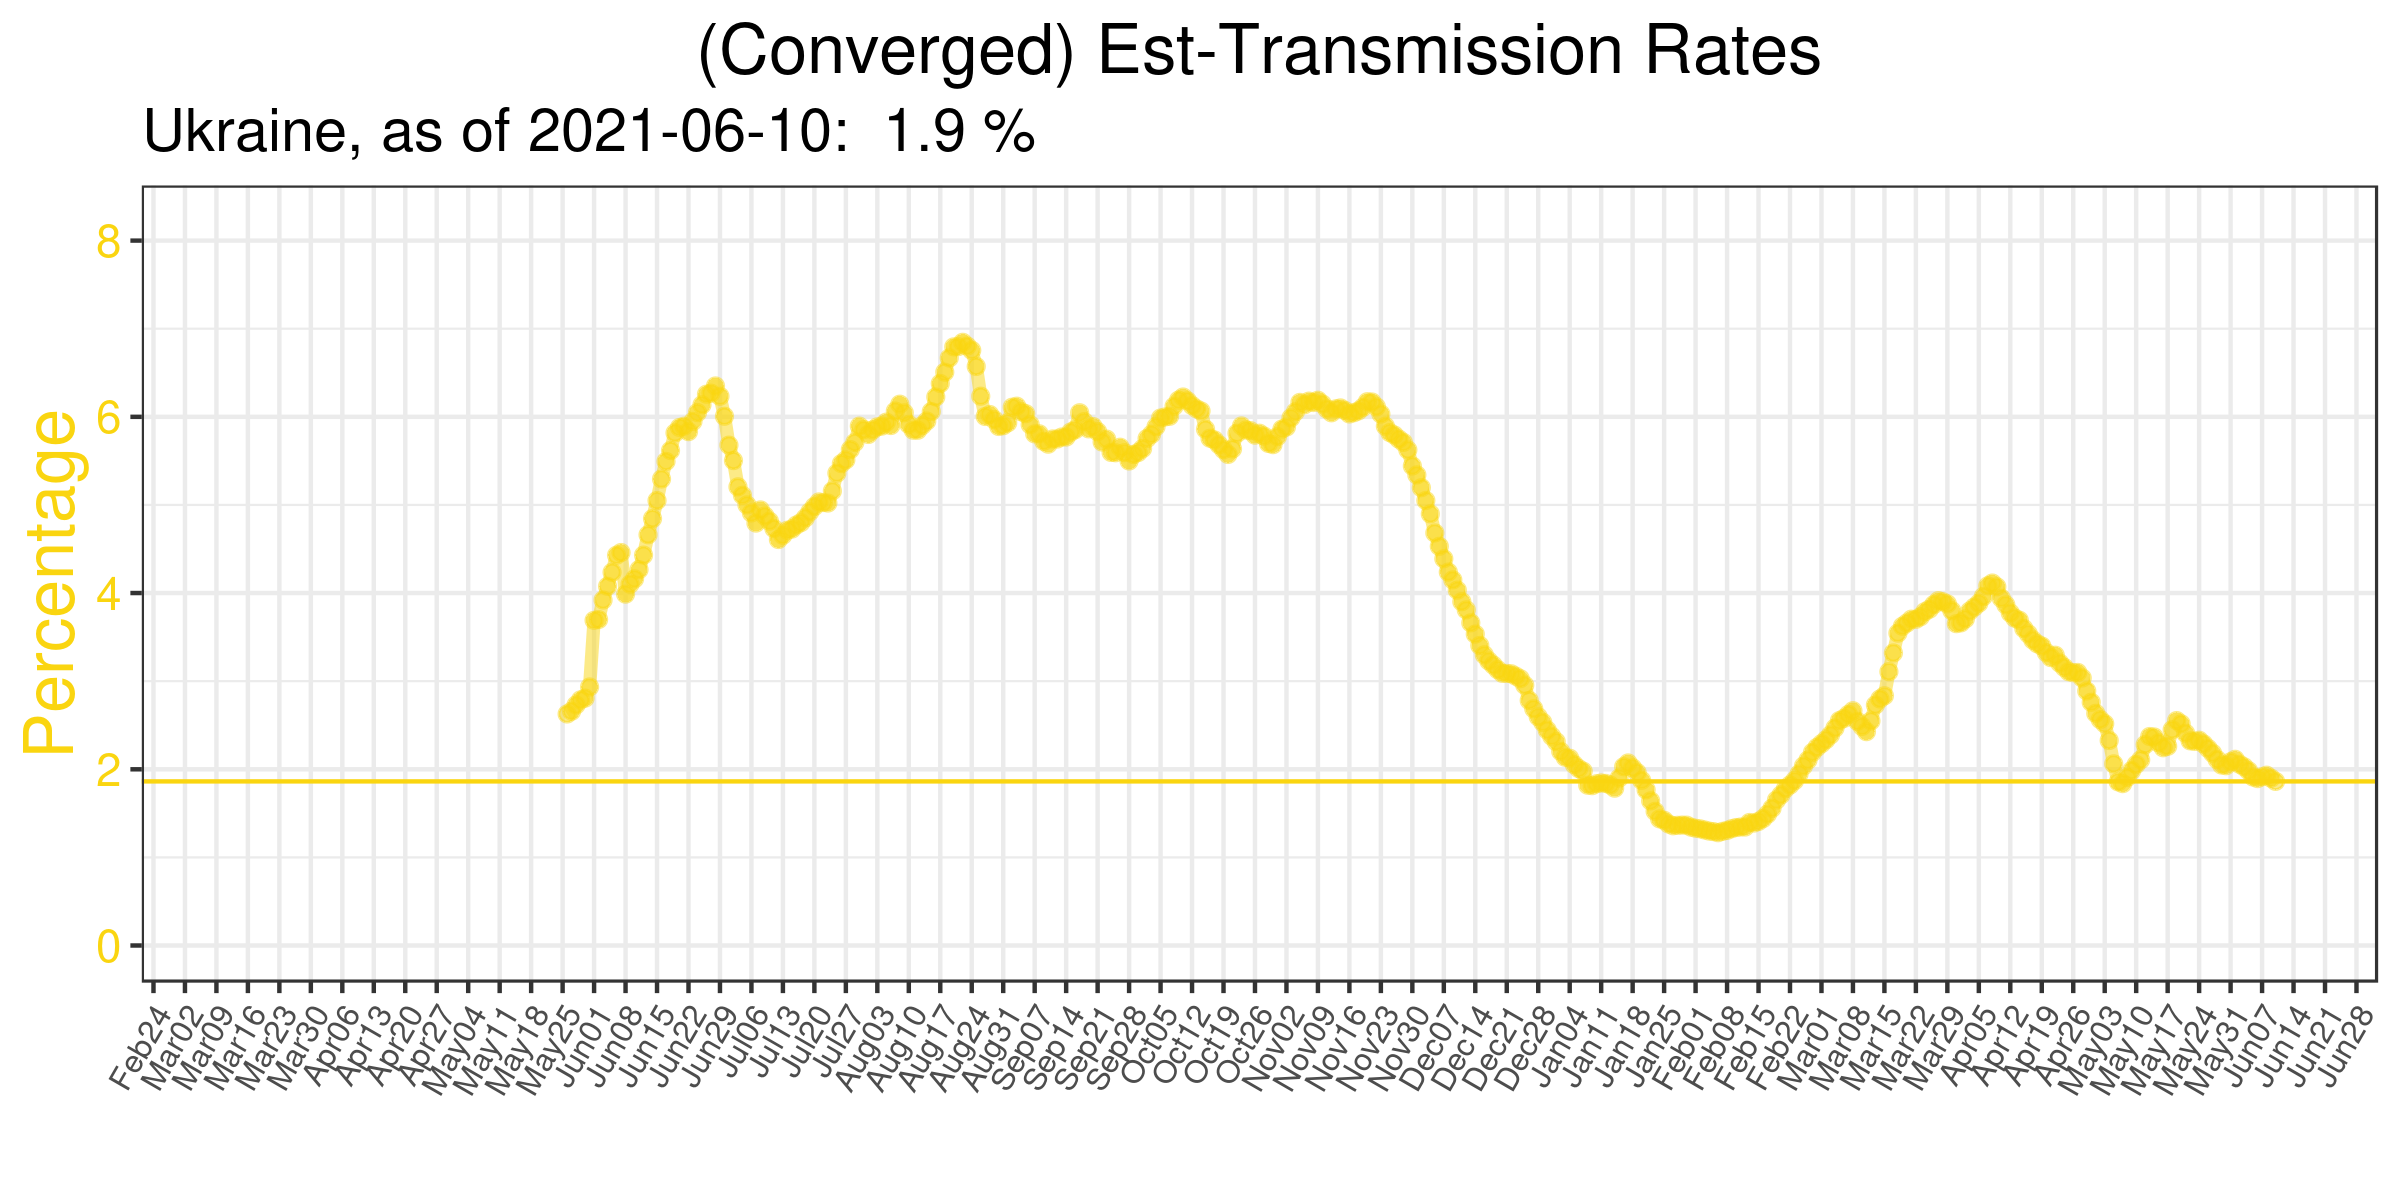 (Converged) Est-Transmission Rates
Ukraine, as of 2021-06-10:  1.9 %
Percentage
8
6
4
2
0
Feb24
Mar02
Mar09
Mar16
Mar23
Mar30
Apr06
Apr13
Apr20
Apr27
May04
May11
May18
May25
Jun01
Jun08
Jun15
Jun22
Jun29
Jul06
Jul13
Jul20
Jul27
Aug03
Aug10
Aug17
Aug24
Aug31
Sep07
Sep14
Sep21
Sep28
Oct05
Oct12
Oct19
Oct26
Nov02
Nov09
Nov16
Nov23
Nov30
Dec07
Dec14
Dec21
Dec28
Jan04
Jan11
Jan18
Jan25
Feb01
Feb08
Feb15
Feb22
Mar01
Mar08
Mar15
Mar22
Mar29
Apr05
Apr12
Apr19
Apr26
May03
May10
May17
May24
May31
Jun07
Jun14
Jun21
Jun28